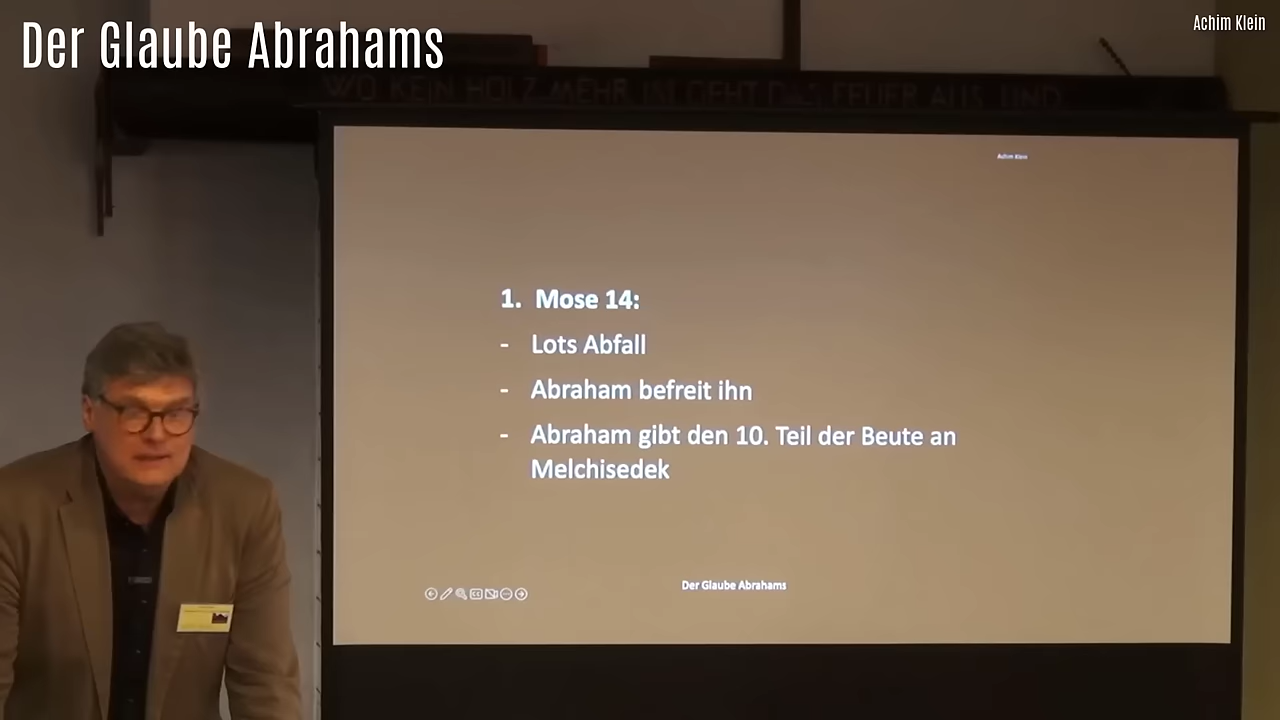 Der Glaube Abrahams
Achim Klein
WO KEIN HOLZ MEHR IST GEHT DAS FEUER AUS UND
Achim Klein
1. Mose 14:
- Lots Abfall
- Abraham befreit ihn
- Abraham gibt den 10. Teil der Beute an
Melchisedek
Der Glaube Abrahams